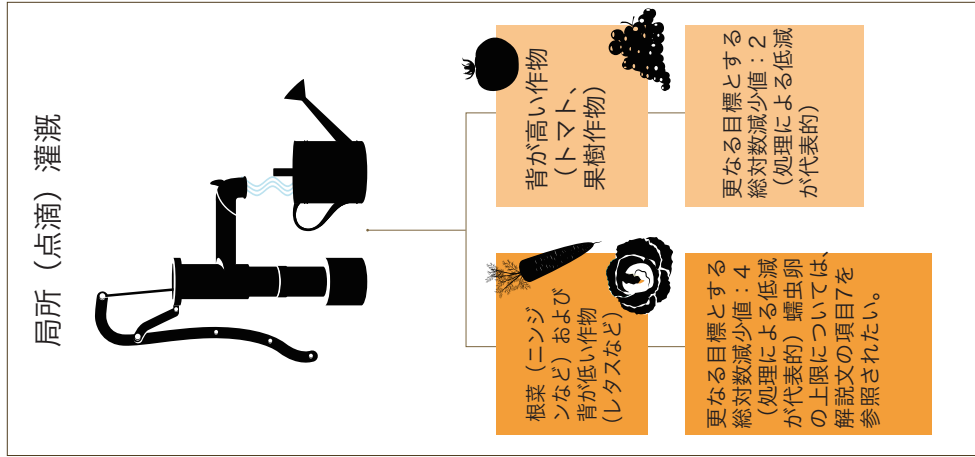 局所（点滴）灌漑
根菜（ニンジ
ンなど）および
背が低い作物
（レタスなど）
更なる目標とする
総対数減少値：4
（処理による低減
が代表的）蠕虫卵
の上限については、
解説文の項目7を
参照されたい。
背が高い作物
（トマト、
果樹作物）
更なる目標とする
総対数減少値：2
（処理による低減
が代表的）